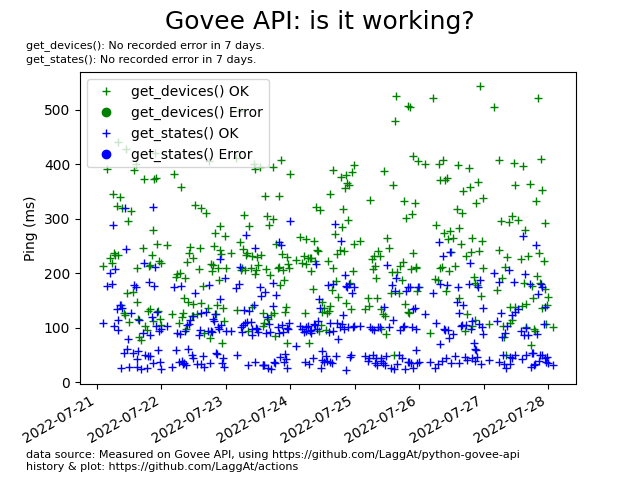 Govee API: is it working?
get_devices(): No recorded error in 7 days.
get_states(): No recorded error in 7 days.
get_devices() OK
get_devices() Error
get_states() OK
get_states() Error
Ping (ms)
500
400
300
200
100
0
2022-07-21
2022-07-22
2022-07-23
2022-07-24
2022-07-25
2022-07-26
2022-07-27
2022-07-28
data source: Measured on Govee API, using https://github.com/LaggAt/python-govee-api
history & plot: https://github.com/LaggAt/actions